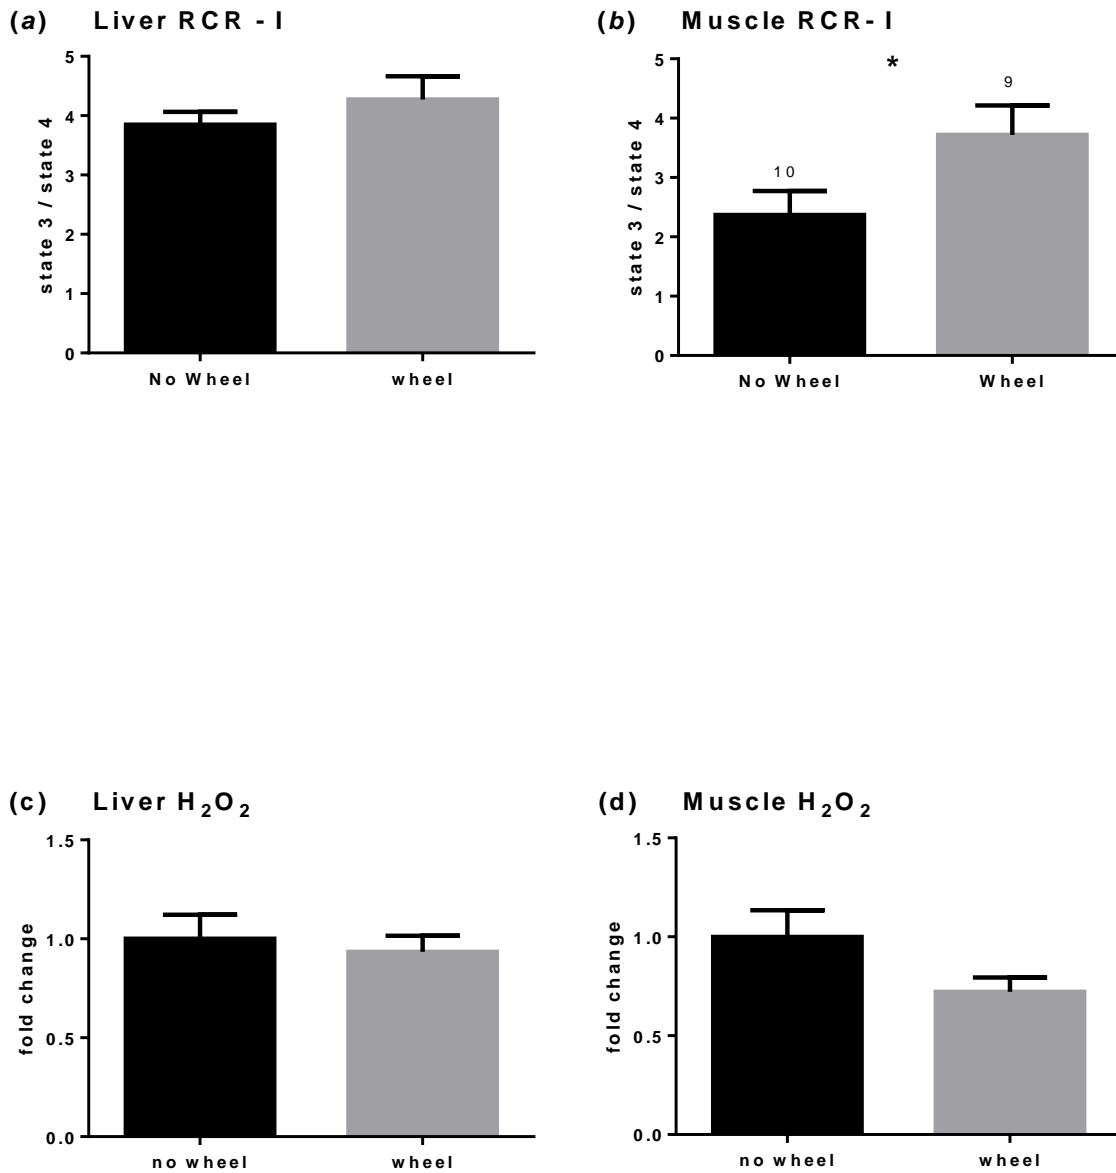 (a) Liver RCR - I
5
4
3
2
1
0
state 3 / state 4
No Wheel wheel
(b) Muscle RCR- I
*
5
4
3
2
1
0
state 3 / state 4
10
9
No Wheel Wheel
(c) Liver H₂O₂
1.5
1.0
0.5
0.0
fold change
no wheel wheel
(d) Muscle H₂O₂
1.5
1.0
0.5
0.0
fold change
no wheel wheel